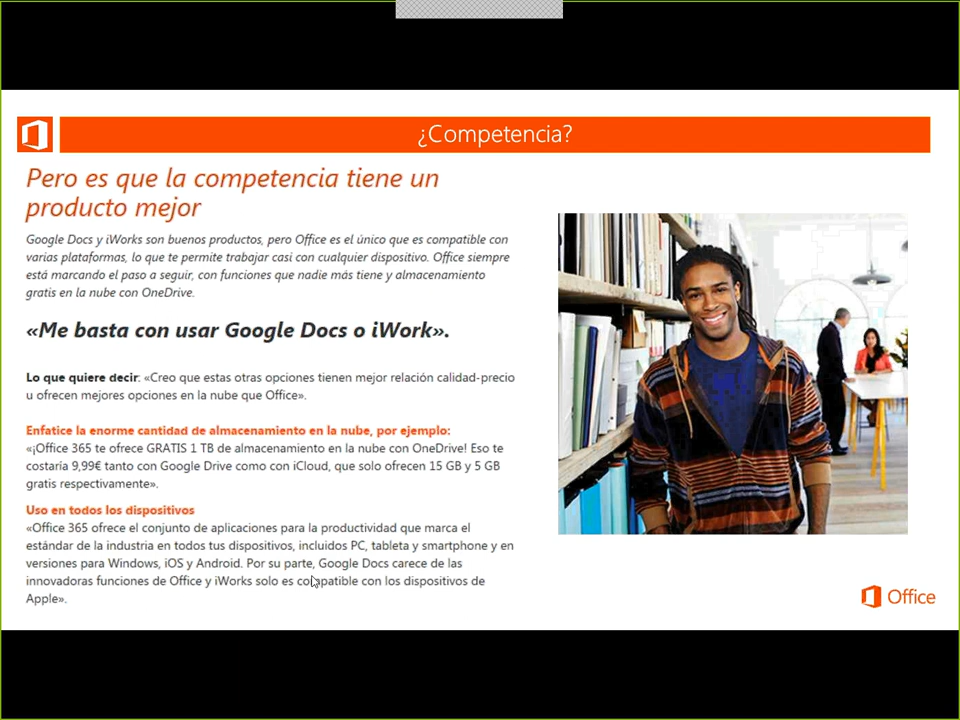 ¿Competencia?
Pero es que la competencia tiene un
producto mejor
Google Docs y iWorks son buenos productos, pero Office es el único que es compatible con
varias plataformas, lo que te permite trabajar casi con cualquier dispositivo. Office siempre
está marcando el paso a seguir, con funciones que nadie más tiene y almacenamiento
gratis en la nube con OneDrive.
«Me basta con usar Google Docs o iWork».
Lo que quiere decir: «Creo que estas otras opciones tienen mejor relación calidad-precio
u ofrecen mejores opciones en la nube que Office».
Enfatice la enorme cantidad de almacenamiento en la nube, por ejemplo:
«¡Office 365 te ofrece GRATIS 1 TB de almacenamiento en la nube con OneDrive! Eso te
costaría 9,99€ tanto con Google Drive como con iCloud, que solo ofrecen 15 GB y 5 GB
gratis respectivamente».
Uso en todos los dispositivos
«Office 365 ofrece el conjunto de aplicaciones para la productividad que marca el
estándar de la industria en todos tus dispositivos, incluidos PC, tableta y smartphone y en
versiones para Windows, iOS y Android. Por su parte, Google Docs carece de las
innovadoras funciones de Office y iWorks solo es compatible con los dispositivos de
Apple».
Office